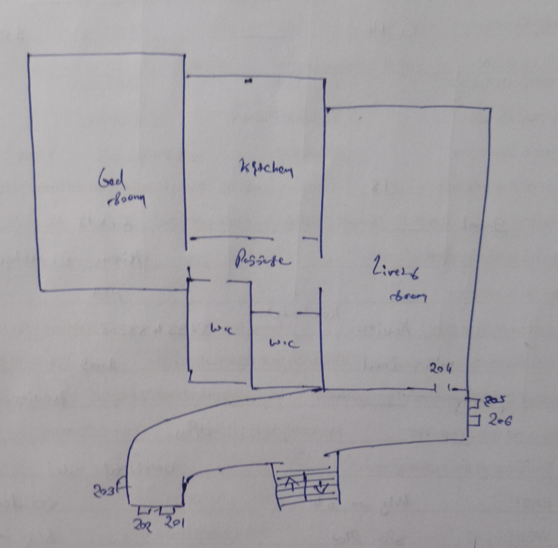 Kitchen
Bed
room
Passage
Living
room
w.c
w.c
204
205
206
203
202
201